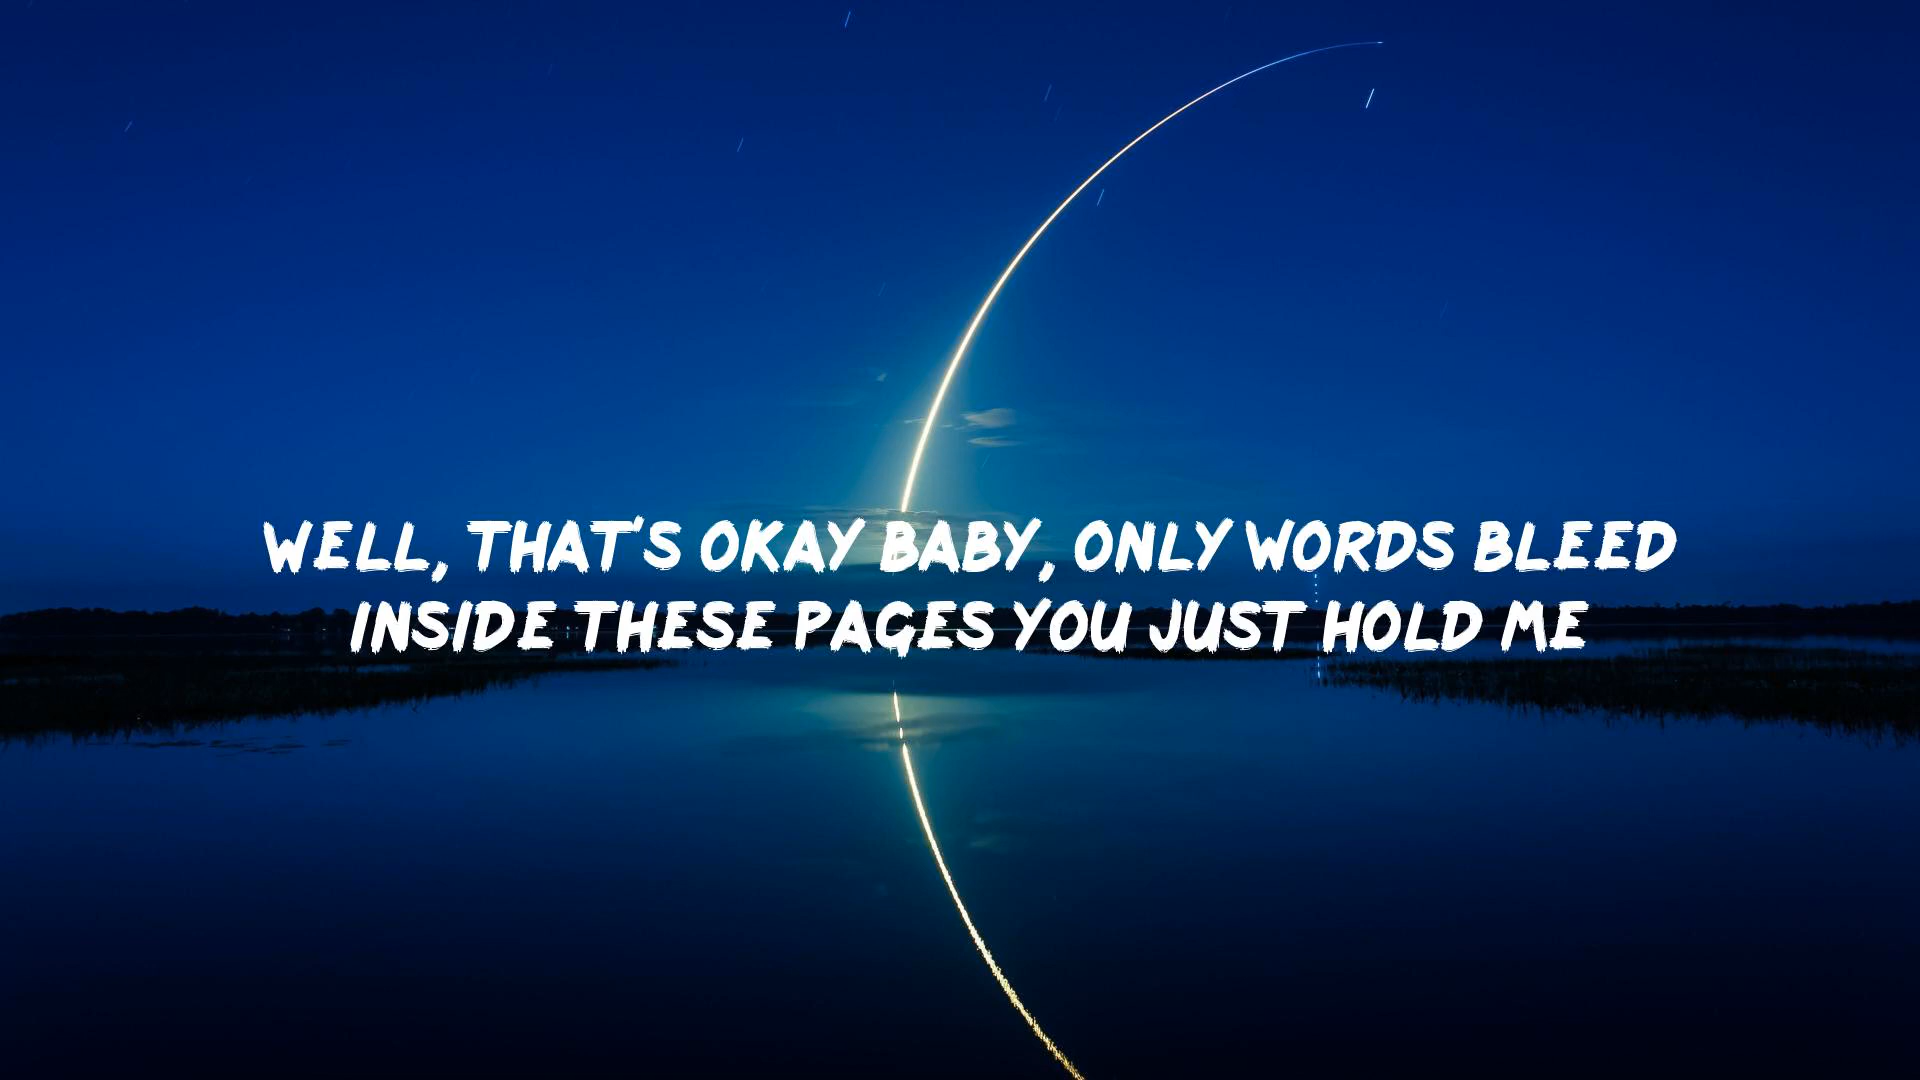 WELL, THAT'S OKAY BABY, ONLY WORDS BLEED
INSIDE THESE PAGES YOU JUST HOLD ME